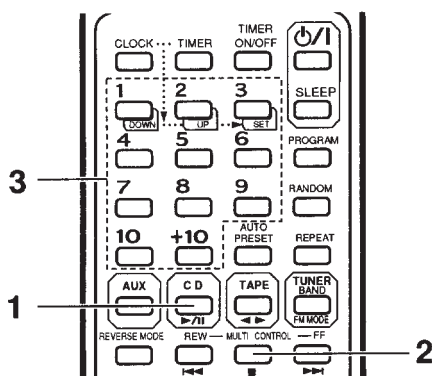 TIMER
CLOCK TIMER ON/OFF ⏻/I
1 2 3 SLEEP
DOWN UP SET
4 5 6 PROGRAM
3
7 8 9 RANDOM
AUTO
10 +10 PRESET REPEAT
AUX CD TAPE TUNER
BAND
1
►/II ◄ ► FM MODE
REVERSE MODE REW MULTI CONTROL FF
2
I◄◄ ■ ►►I